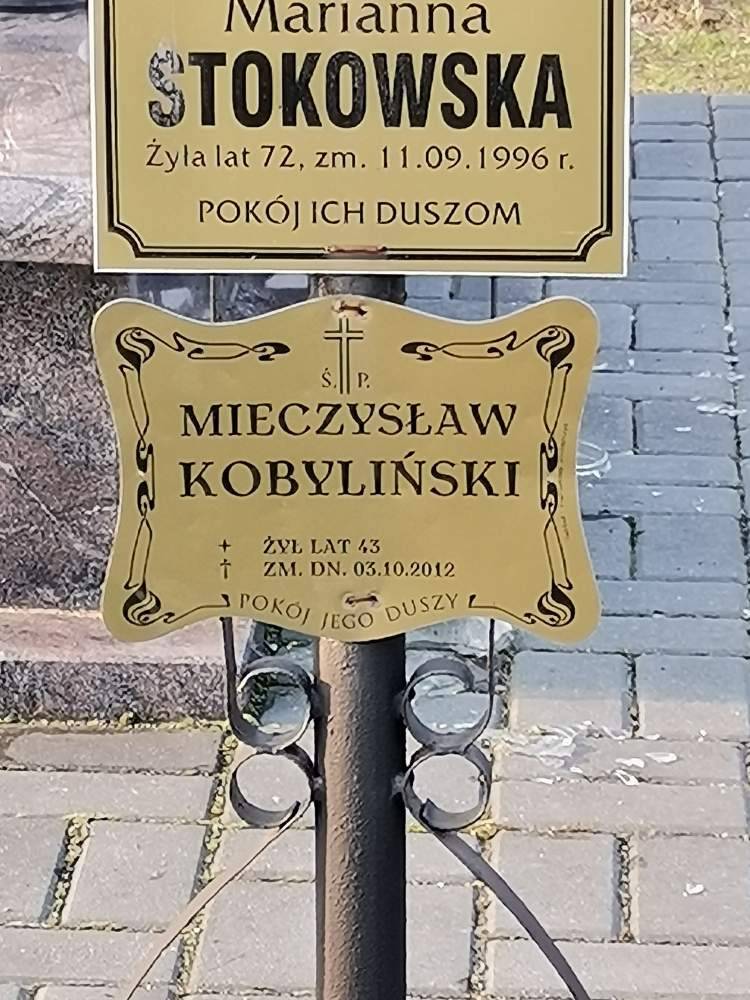 Marianna
STOKOWSKA
Żyła lat 72, zm. 11.09.1996 r.
POKÓJ ICH DUSZOM
Ś. P.
MIECZYSŁAW
KOBYLIŃSKI
ŻYŁ LAT 43
ZM. DN. 03.10.2012
POKÓJ JEGO DUSZY